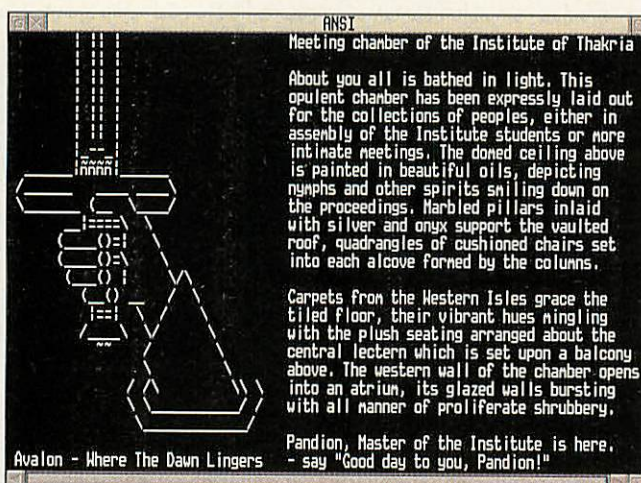 ANSI
Meeting chamber of the Institute of Thakria
About you all is bathed in light. This
opulent chamber has been expressly laid out
for the collections of peoples, either in
assembly of the Institute students or more
intimate meetings. The domed ceiling above
is painted in beautiful oils, depicting
nymphs and other spirits smiling down on
the proceedings. Marbled pillars inlaid
with silver and onyx support the vaulted
roof, quadrangles of cushioned chairs set
into each alcove formed by the columns.
Carpets from the Western Isles grace the
tiled floor, their vibrant hues mingling
with the plush seating arranged about the
central lectern which is set upon a balcony
above. The western wall of the chamber opens
into an atrium, its glazed walls bursting
with all manner of proliferate shrubbery.
Pandion, Master of the Institute is here.
- say "Good day to you, Pandion!"
Avalon - Where The Dawn Lingers